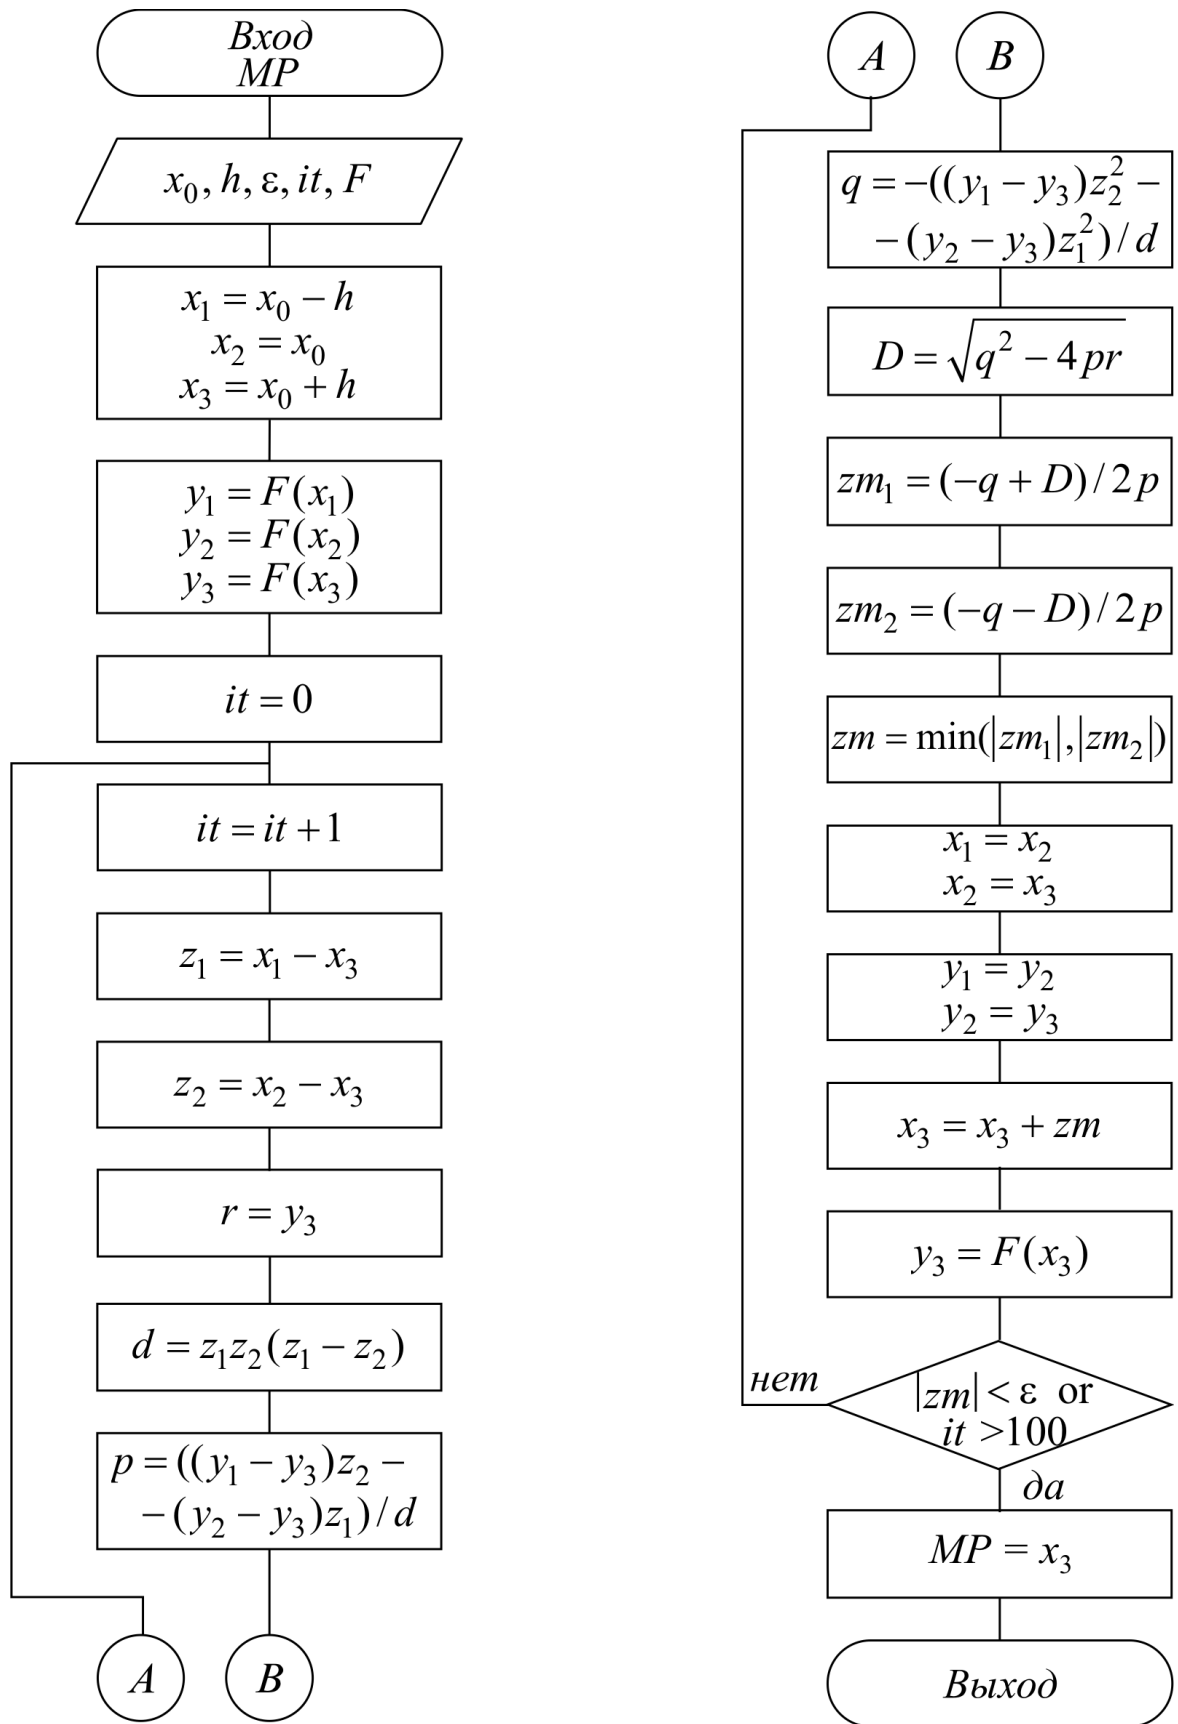 Вход
MP
x₀, h, ε, it, F
x₁ = x₀ − h
x₂ = x₀
x₃ = x₀ + h
y₁ = F(x₁)
y₂ = F(x₂)
y₃ = F(x₃)
it = 0
it = it + 1
z₁ = x₁ − x₃
z₂ = x₂ − x₃
r = y₃
d = z₁z₂(z₁ − z₂)
p = ((y₁ − y₃)z₂ −
− (y₂ − y₃)z₁) / d
A
B
A
B
q = −((y₁ − y₃)z₂² −
− (y₂ − y₃)z₁²) / d
D = √(q² − 4pr)
zm₁ = (−q + D) / 2p
zm₂ = (−q − D) / 2p
zm = min(|zm₁|,|zm₂|)
x₁ = x₂
x₂ = x₃
y₁ = y₂
y₂ = y₃
x₃ = x₃ + zm
y₃ = F(x₃)
нет
|zm| < ε or
it >100
да
MP = x₃
Выход